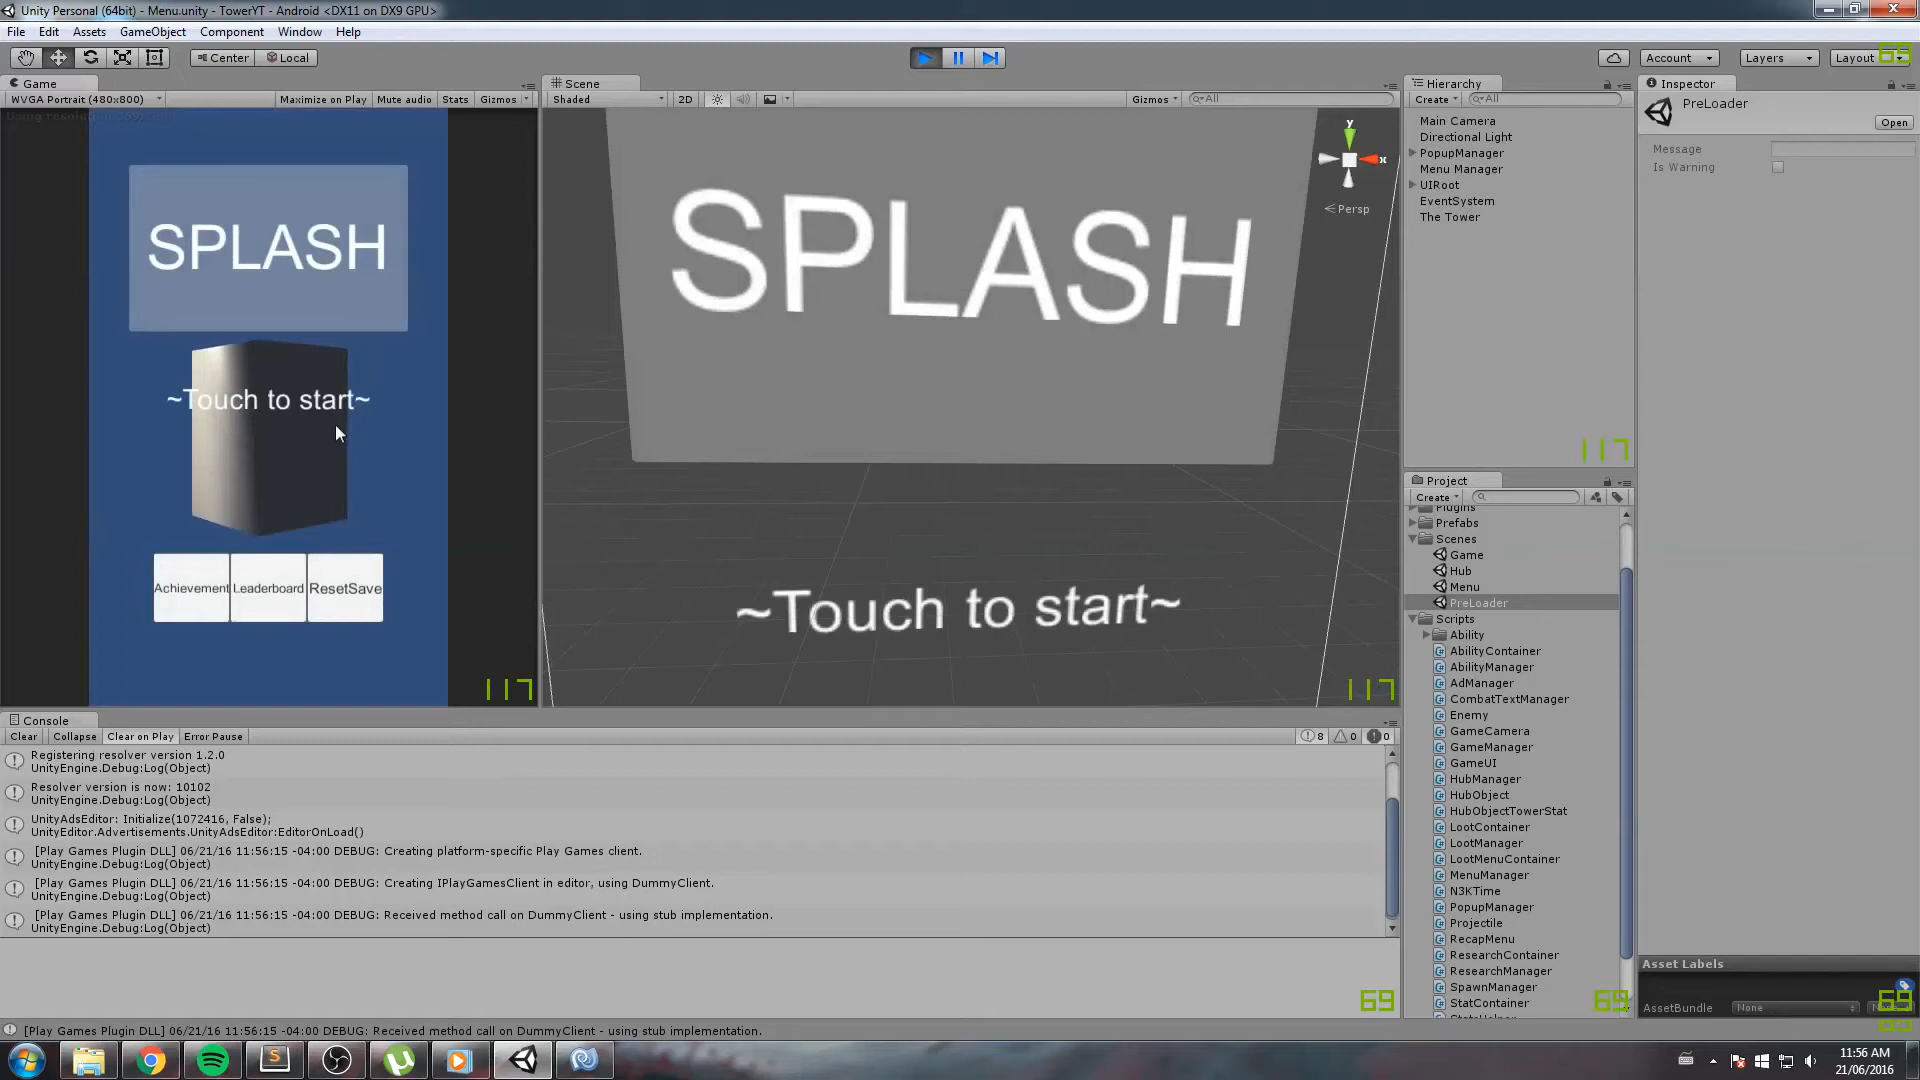 Unity Personal (64bit) - Menu.unity - TowerYT - Android <DX11 on DX9 GPU>
File Edit Assets GameObject Component Window Help
Center Local
Account Layers Layout
69
Game
WVGA Portrait (480x800) Maximize on Play Mute audio Stats Gizmos
SPLASH
~Touch to start~
Achievement Leaderboard ResetSave
117
Scene
Shaded 2D Gizmos All
y
x
Persp
SPLASH
~Touch to start~
117
Hierarchy
Create All
Main Camera
Directional Light
PopupManager
Menu Manager
UIRoot
EventSystem
The Tower
117
Project
Create
Plugins
Prefabs
Scenes
Game
Hub
Menu
PreLoader
Scripts
Ability
AbilityContainer
AbilityManager
AdManager
CombatTextManager
Enemy
GameCamera
GameManager
GameUI
HubManager
HubObject
HubObjectTowerStat
LootContainer
LootManager
LootMenuContainer
MenuManager
N3KTime
PopupManager
Projectile
RecapMenu
ResearchContainer
ResearchManager
SpawnManager
StatContainer
69
Inspector
PreLoader
Open
Message
Is Warning
Asset Labels
AssetBundle None
69
Console
Clear Collapse Clear on Play Error Pause 8 0 0
Registering resolver version 1.2.0
UnityEngine.Debug:Log(Object)
Resolver version is now: 10102
UnityEngine.Debug:Log(Object)
UnityAdsEditor: Initialize(1072416, False);
UnityEditor.Advertisements.UnityAdsEditor:EditorOnLoad()
[Play Games Plugin DLL] 06/21/16 11:56:15 -04:00 DEBUG: Creating platform-specific Play Games client.
UnityEngine.Debug:Log(Object)
[Play Games Plugin DLL] 06/21/16 11:56:15 -04:00 DEBUG: Creating IPlayGamesClient in editor, using DummyClient.
UnityEngine.Debug:Log(Object)
[Play Games Plugin DLL] 06/21/16 11:56:15 -04:00 DEBUG: Received method call on DummyClient - using stub implementation.
UnityEngine.Debug:Log(Object)
69
[Play Games Plugin DLL] 06/21/16 11:56:15 -04:00 DEBUG: Received method call on DummyClient - using stub implementation.
11:56 AM
21/06/2016